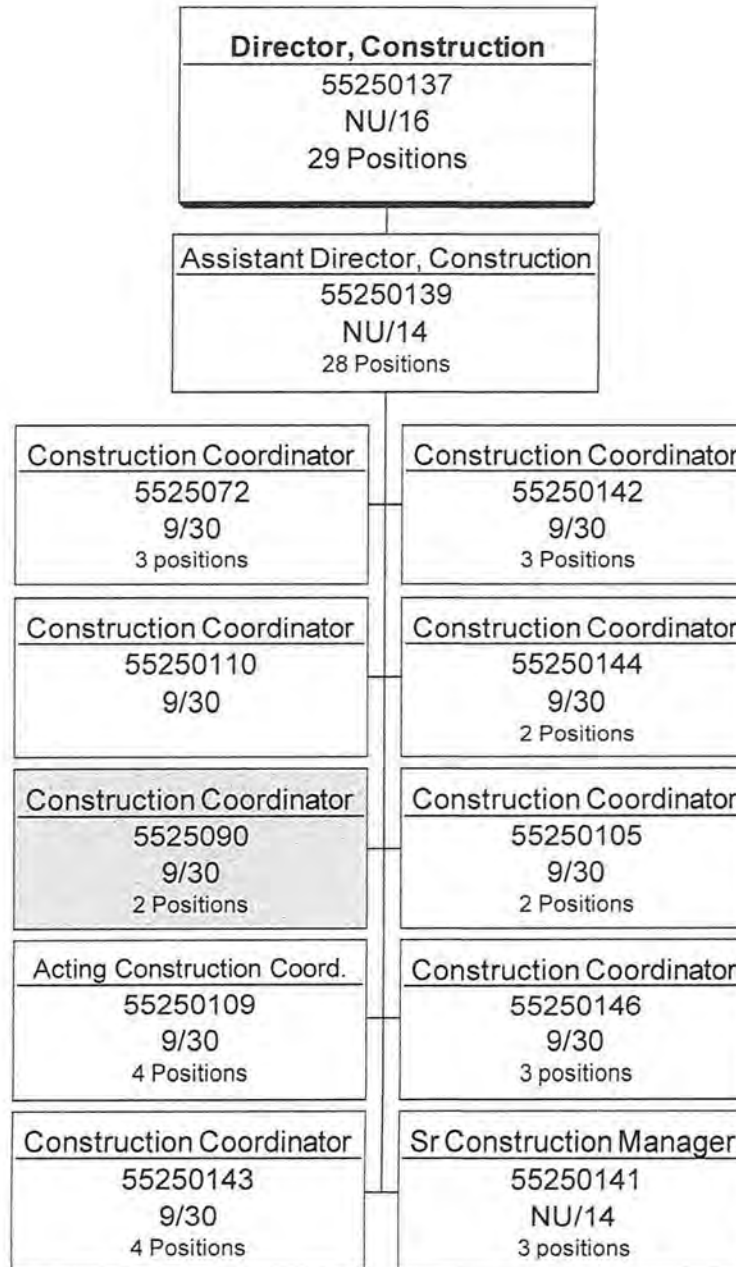 Director, Construction
55250137
NU/16
29 Positions
Assistant Director, Construction
55250139
NU/14
28 Positions
Construction Coordinator
5525072
9/30
3 positions
Construction Coordinator
55250142
9/30
3 Positions
Construction Coordinator
55250110
9/30
Construction Coordinator
55250144
9/30
2 Positions
Construction Coordinator
5525090
9/30
2 Positions
Construction Coordinator
55250105
9/30
2 Positions
Acting Construction Coord.
55250109
9/30
4 Positions
Construction Coordinator
55250146
9/30
3 positions
Construction Coordinator
55250143
9/30
4 Positions
Sr Construction Manager
55250141
NU/14
3 positions